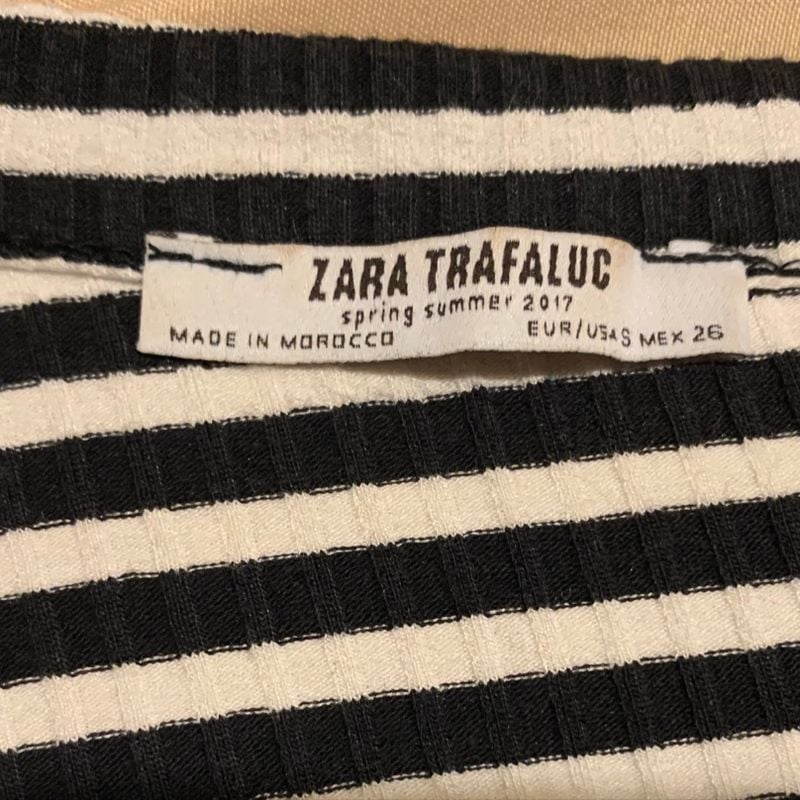 ZARA TRAFALUC
spring summer 2017
MADE IN MOROCCO EUR/USA S MEX 26